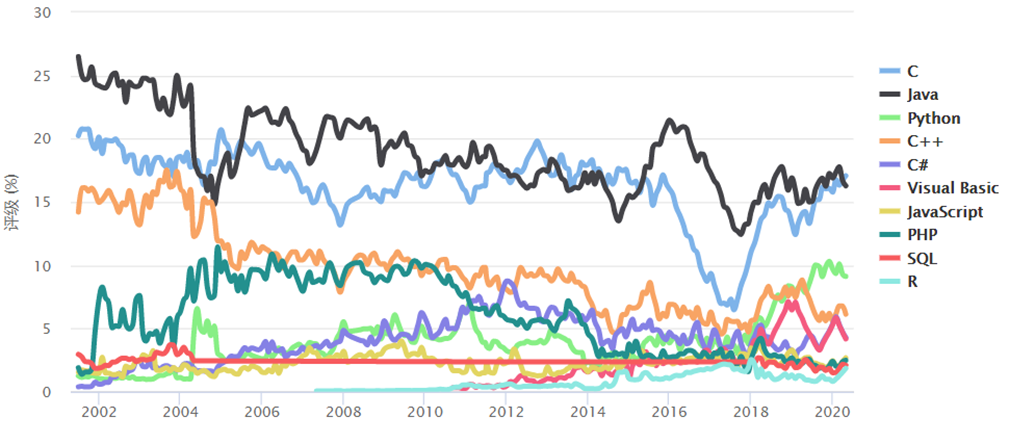 30
25
20
15
10
5
0
评级 (%)
2002 2004 2006 2008 2010 2012 2014 2016 2018 2020
C
Java
Python
C++
C#
Visual Basic
JavaScript
PHP
SQL
R